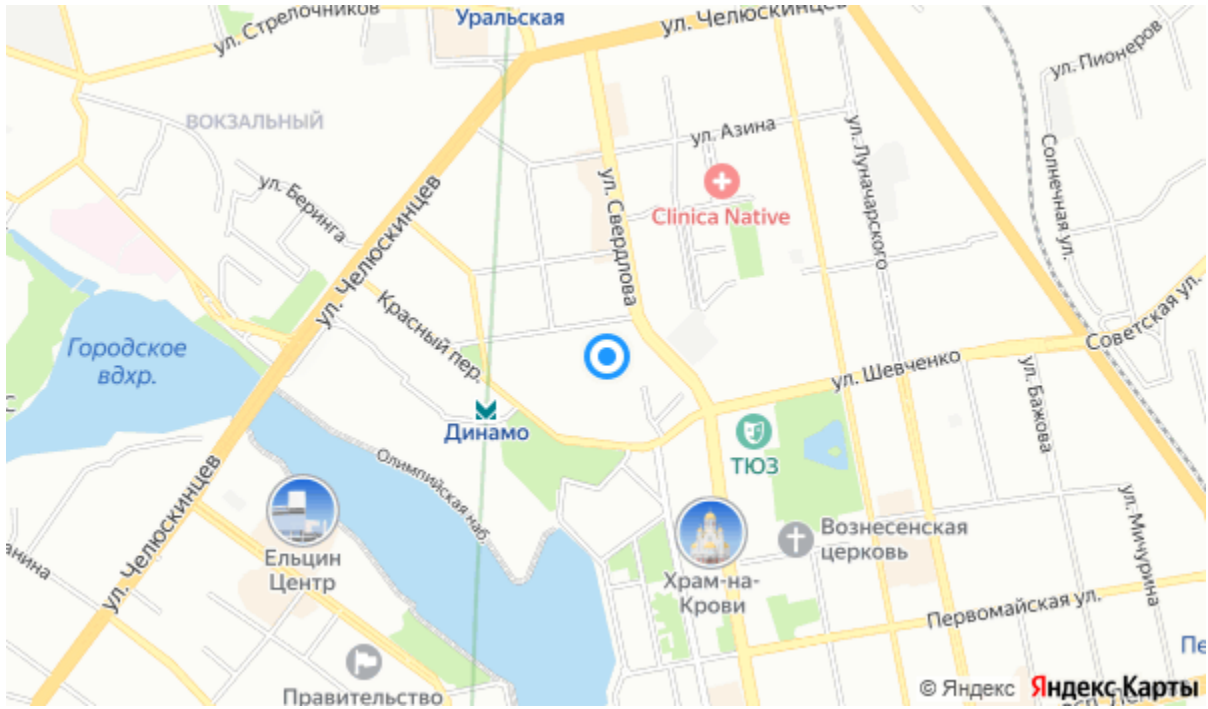 Уральская
ул. Стрелочников
ул. Челюскинцев
ул. Пионеров
ВОКЗАЛЬНЫЙ
ул. Азина
ул. Луначарского
Солнечная ул.
ул. Беринга
ул. Челюскинцев
ул. Свердлова
Clinica Native
Красный пер.
Городское
вдхр.
Советская ул.
ул. Шевченко
ул. Бажова
Динамо
ТЮЗ
Олимпийская наб.
ул. Челюскинцев
Ельцин
Центр
Вознесенская
церковь
ул. Мичурина
Храм-на-
Крови
Первомайская ул.
Правительство
© Яндекс Яндекс Карты